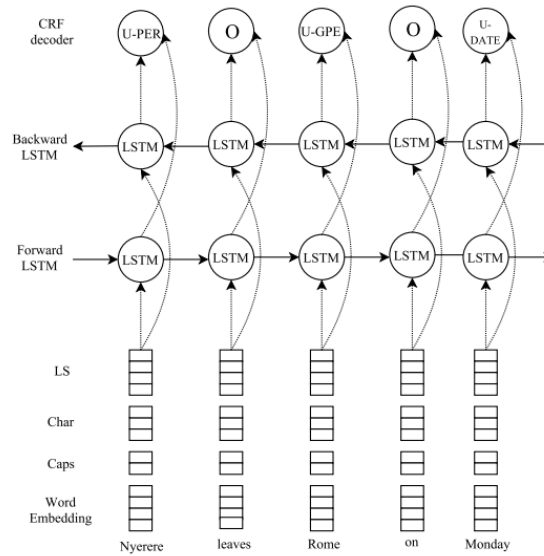 CRF
decoder
U-PER
O
U-GPE
O
U-
DATE
Backward
LSTM
LSTM
LSTM
LSTM
LSTM
LSTM
Forward
LSTM
LSTM
LSTM
LSTM
LSTM
LSTM
LS
Char
Caps
Word
Embedding
Nyerere leaves Rome on Monday